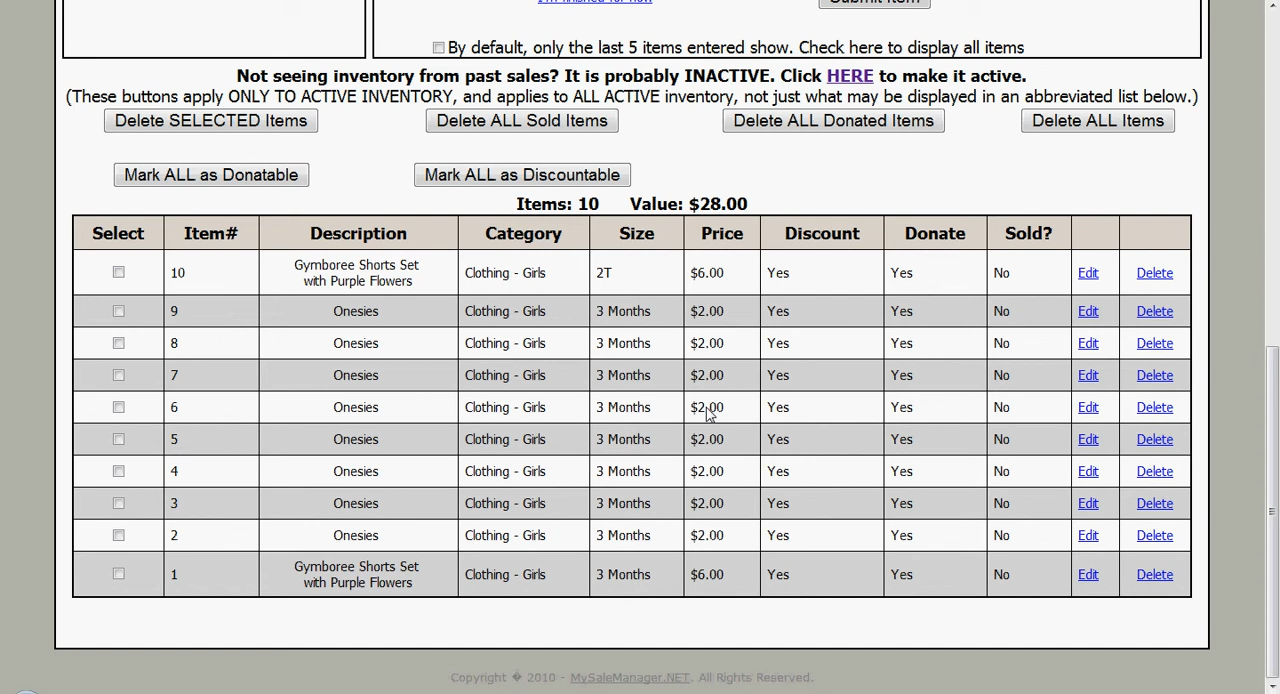 I'm finished for now
Submit Item
By default, only the last 5 items entered show. Check here to display all items
Not seeing inventory from past sales? It is probably INACTIVE. Click HERE to make it active.
(These buttons apply ONLY TO ACTIVE INVENTORY, and applies to ALL ACTIVE inventory, not just what may be displayed in an abbreviated list below.)
Delete SELECTED Items Delete ALL Sold Items Delete ALL Donated Items Delete ALL Items
Mark ALL as Donatable Mark ALL as Discountable
Items: 10 Value: $28.00
Select Item# Description Category Size Price Discount Donate Sold?
10 Gymboree Shorts Set with Purple Flowers Clothing - Girls 2T $6.00 Yes Yes No Edit Delete
9 Onesies Clothing - Girls 3 Months $2.00 Yes Yes No Edit Delete
8 Onesies Clothing - Girls 3 Months $2.00 Yes Yes No Edit Delete
7 Onesies Clothing - Girls 3 Months $2.00 Yes Yes No Edit Delete
6 Onesies Clothing - Girls 3 Months $2.00 Yes Yes No Edit Delete
5 Onesies Clothing - Girls 3 Months $2.00 Yes Yes No Edit Delete
4 Onesies Clothing - Girls 3 Months $2.00 Yes Yes No Edit Delete
3 Onesies Clothing - Girls 3 Months $2.00 Yes Yes No Edit Delete
2 Onesies Clothing - Girls 3 Months $2.00 Yes Yes No Edit Delete
1 Gymboree Shorts Set with Purple Flowers Clothing - Girls 3 Months $6.00 Yes Yes No Edit Delete
Copyright � 2010 - MySaleManager.NET. All Rights Reserved.